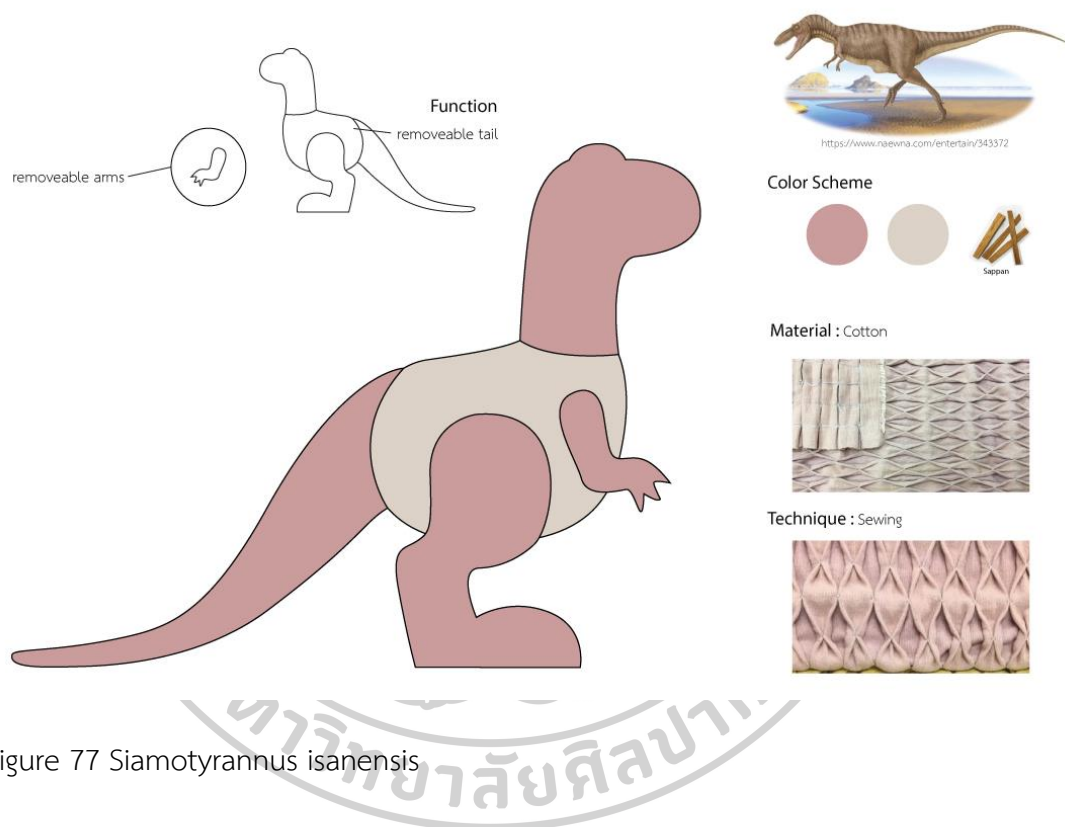 Function
removeable tail
removeable arms
https://www.naewna.com/entertain/343372
Color Scheme
Sappan
Material : Cotton
Technique : Sewing
igure 77 Siamotyrannus isanensis